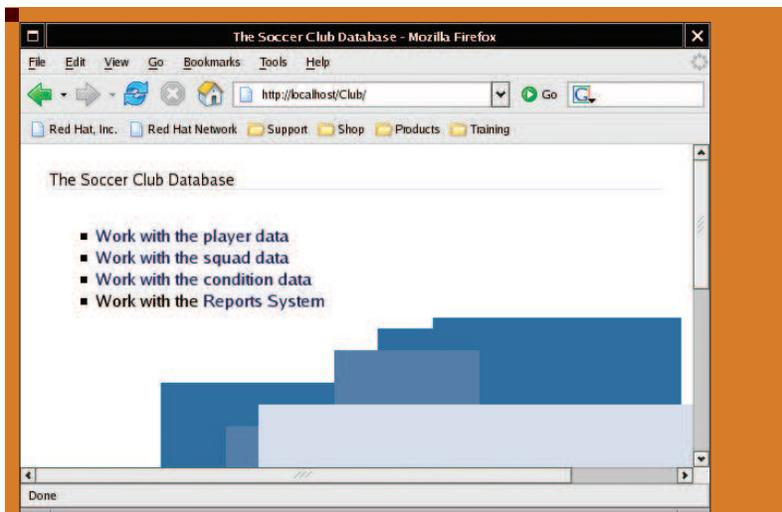 The Soccer Club Database - Mozilla Firefox
File Edit View Go Bookmarks Tools Help
http://localhost/Club/ Go G
Red Hat, Inc. Red Hat Network Support Shop Products Training
The Soccer Club Database
Work with the player data
Work with the squad data
Work with the condition data
Work with the Reports System
Done